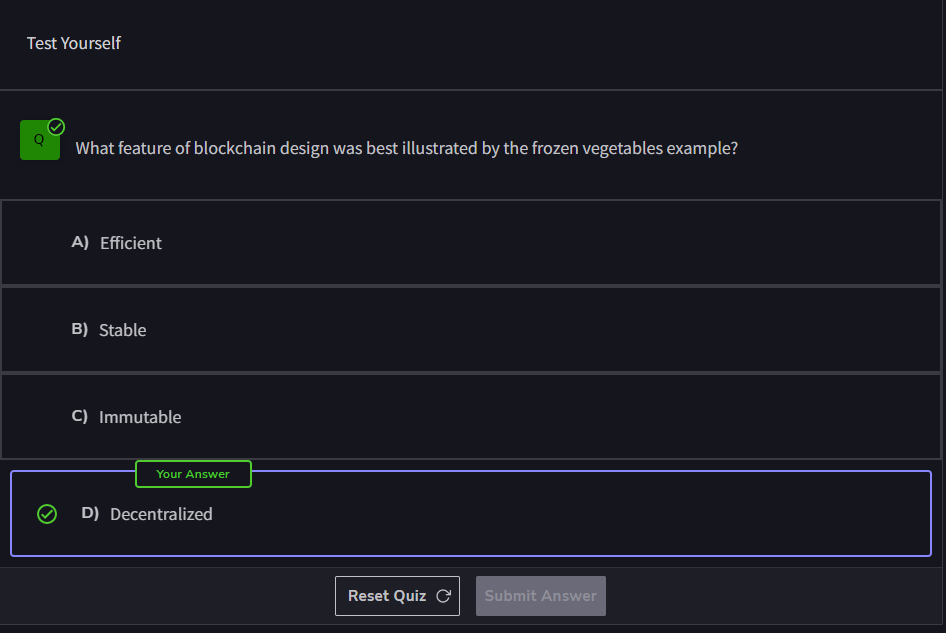 Test Yourself
Q
What feature of blockchain design was best illustrated by the frozen vegetables example?
A) Efficient
B) Stable
C) Immutable
Your Answer
D) Decentralized
Reset Quiz
Submit Answer